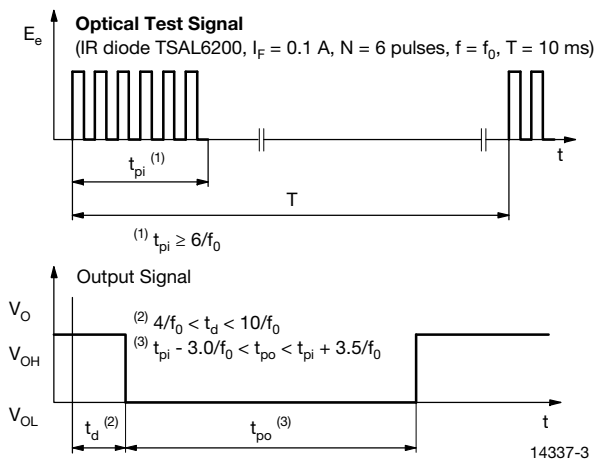 Optical Test Signal
(IR diode TSAL6200, I_F = 0.1 A, N = 6 pulses, f = f_0, T = 10 ms)
E_e
t
t_pi ^(1)
T
^(1) t_pi ≥ 6/f_0
Output Signal
V_O
^(2) 4/f_0 < t_d < 10/f_0
^(3) t_pi - 3.0/f_0 < t_po < t_pi + 3.5/f_0
V_OH
V_OL
t
t_d ^(2)
t_po ^(3)
14337-3